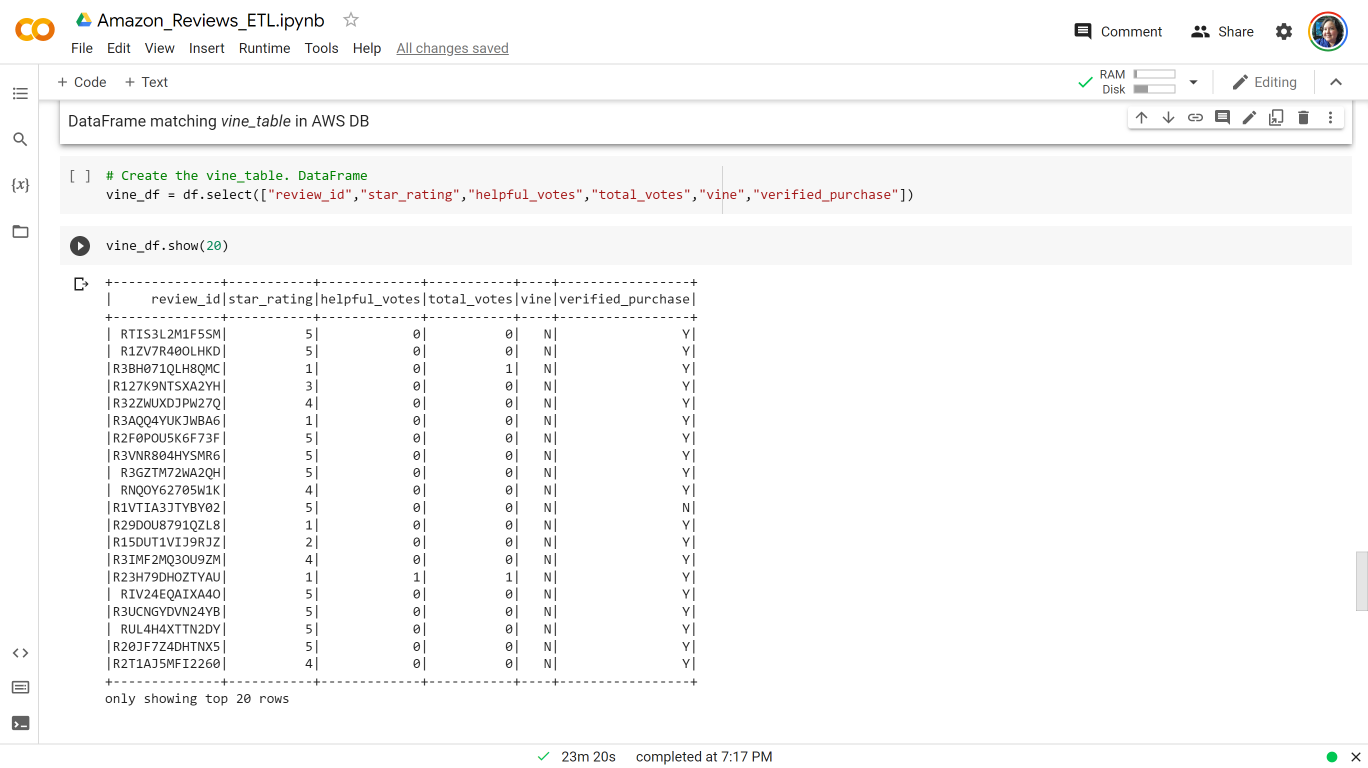 Amazon_Reviews_ETL.ipynb
File Edit View Insert Runtime Tools Help All changes saved
Comment Share
+ Code + Text
RAM
Disk
Editing
DataFrame matching vine_table in AWS DB
[ ] # Create the vine_table. DataFrame
vine_df = df.select(["review_id","star_rating","helpful_votes","total_votes","vine","verified_purchase"])
vine_df.show(20)
+--------------+-----------+-------------+-----------+----+-----------------+
|     review_id|star_rating|helpful_votes|total_votes|vine|verified_purchase|
+--------------+-----------+-------------+-----------+----+-----------------+
| RTIS3L2M1F5SM|          5|            0|          0|   N|                Y|
| R1ZV7R40OLHKD|          5|            0|          0|   N|                Y|
|R3BH071QLH8QMC|          1|            0|          1|   N|                Y|
|R127K9NTSXA2YH|          3|            0|          0|   N|                Y|
|R32ZWUXDJPW27Q|          4|            0|          0|   N|                Y|
|R3AQQ4YUKJWBA6|          1|            0|          0|   N|                Y|
|R2F0POU5K6F73F|          5|            0|          0|   N|                Y|
|R3VNR804HYSMR6|          5|            0|          0|   N|                Y|
| R3GZTM72WA2QH|          5|            0|          0|   N|                Y|
| RNQOY62705W1K|          4|            0|          0|   N|                Y|
|R1VTIA3JTYBY02|          5|            0|          0|   N|                N|
|R29DOU8791QZL8|          1|            0|          0|   N|                Y|
|R15DUT1VIJ9RJZ|          2|            0|          0|   N|                Y|
|R3IMF2MQ3OU9ZM|          4|            0|          0|   N|                Y|
|R23H79DHOZTYAU|          1|            1|          1|   N|                Y|
| RIV24EQAIXA4O|          5|            0|          0|   N|                Y|
|R3UCNGYDVN24YB|          5|            0|          0|   N|                Y|
| RUL4H4XTTN2DY|          5|            0|          0|   N|                Y|
|R20JF7Z4DHTNX5|          5|            0|          0|   N|                Y|
|R2T1AJ5MFI2260|          4|            0|          0|   N|                Y|
+--------------+-----------+-------------+-----------+----+-----------------+
only showing top 20 rows
23m 20s completed at 7:17 PM